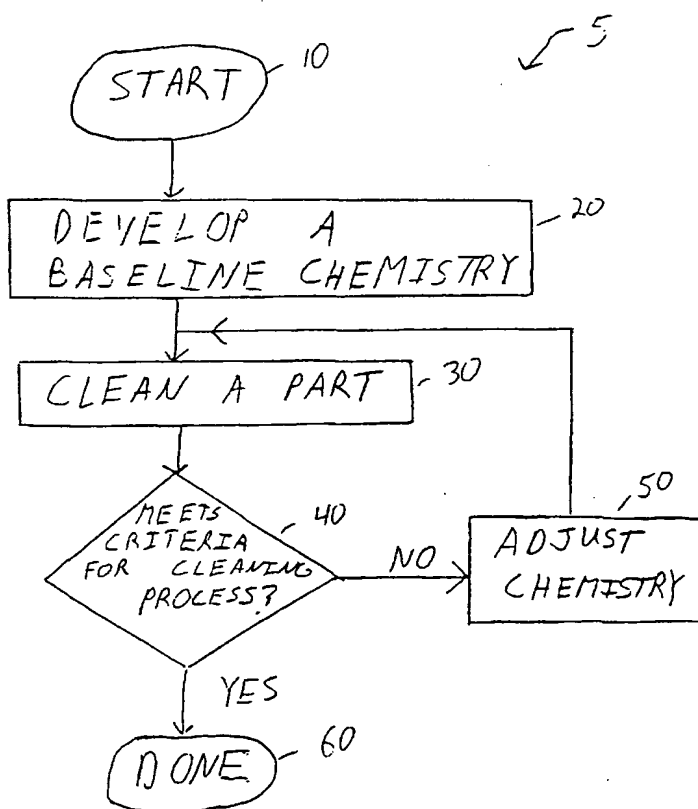 5
START
10
DEVELOP A
BASELINE CHEMISTRY
20
CLEAN A PART
30
MEETS
CRITERIA
FOR CLEANING
PROCESS?
40
NO
50
ADJUST
CHEMISTRY
YES
DONE
60